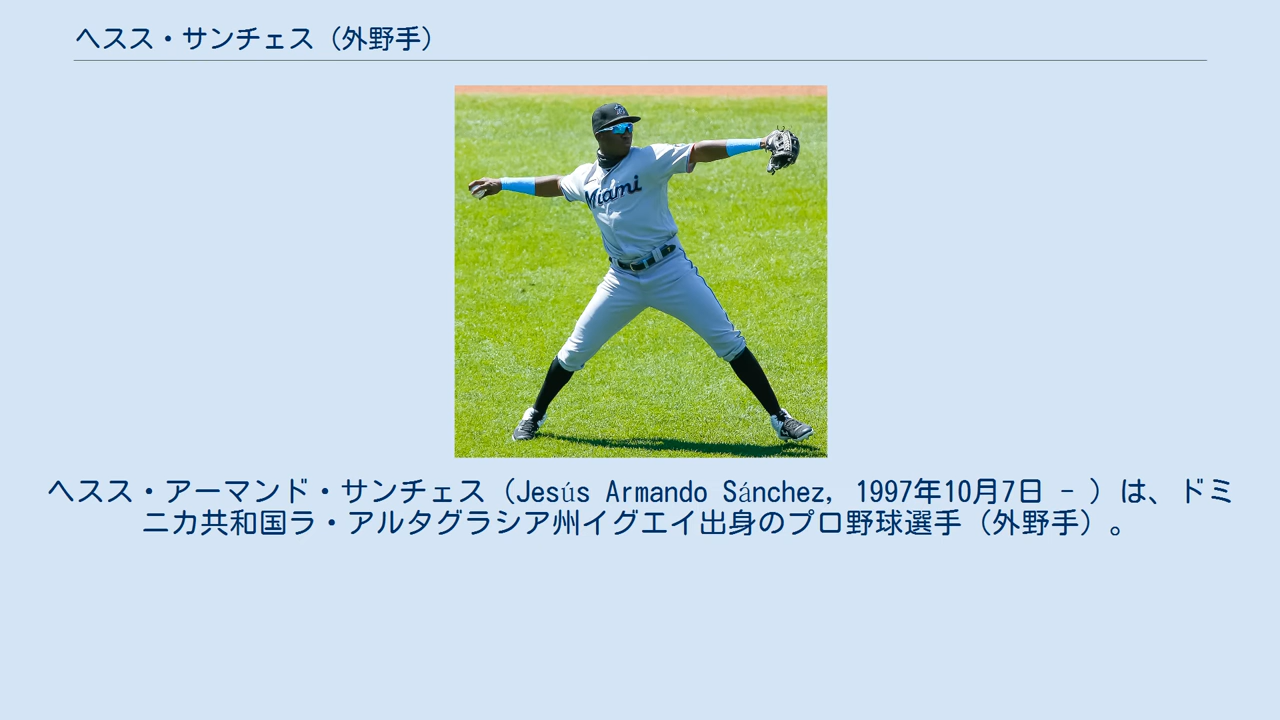 ヘスス・サンチェス（外野手）
Miami
ヘスス・アーマンド・サンチェス（Jesús Armando Sánchez, 1997年10月7日 - ）は、ドミ
ニカ共和国ラ・アルタグラシア州イグエイ出身のプロ野球選手（外野手）。